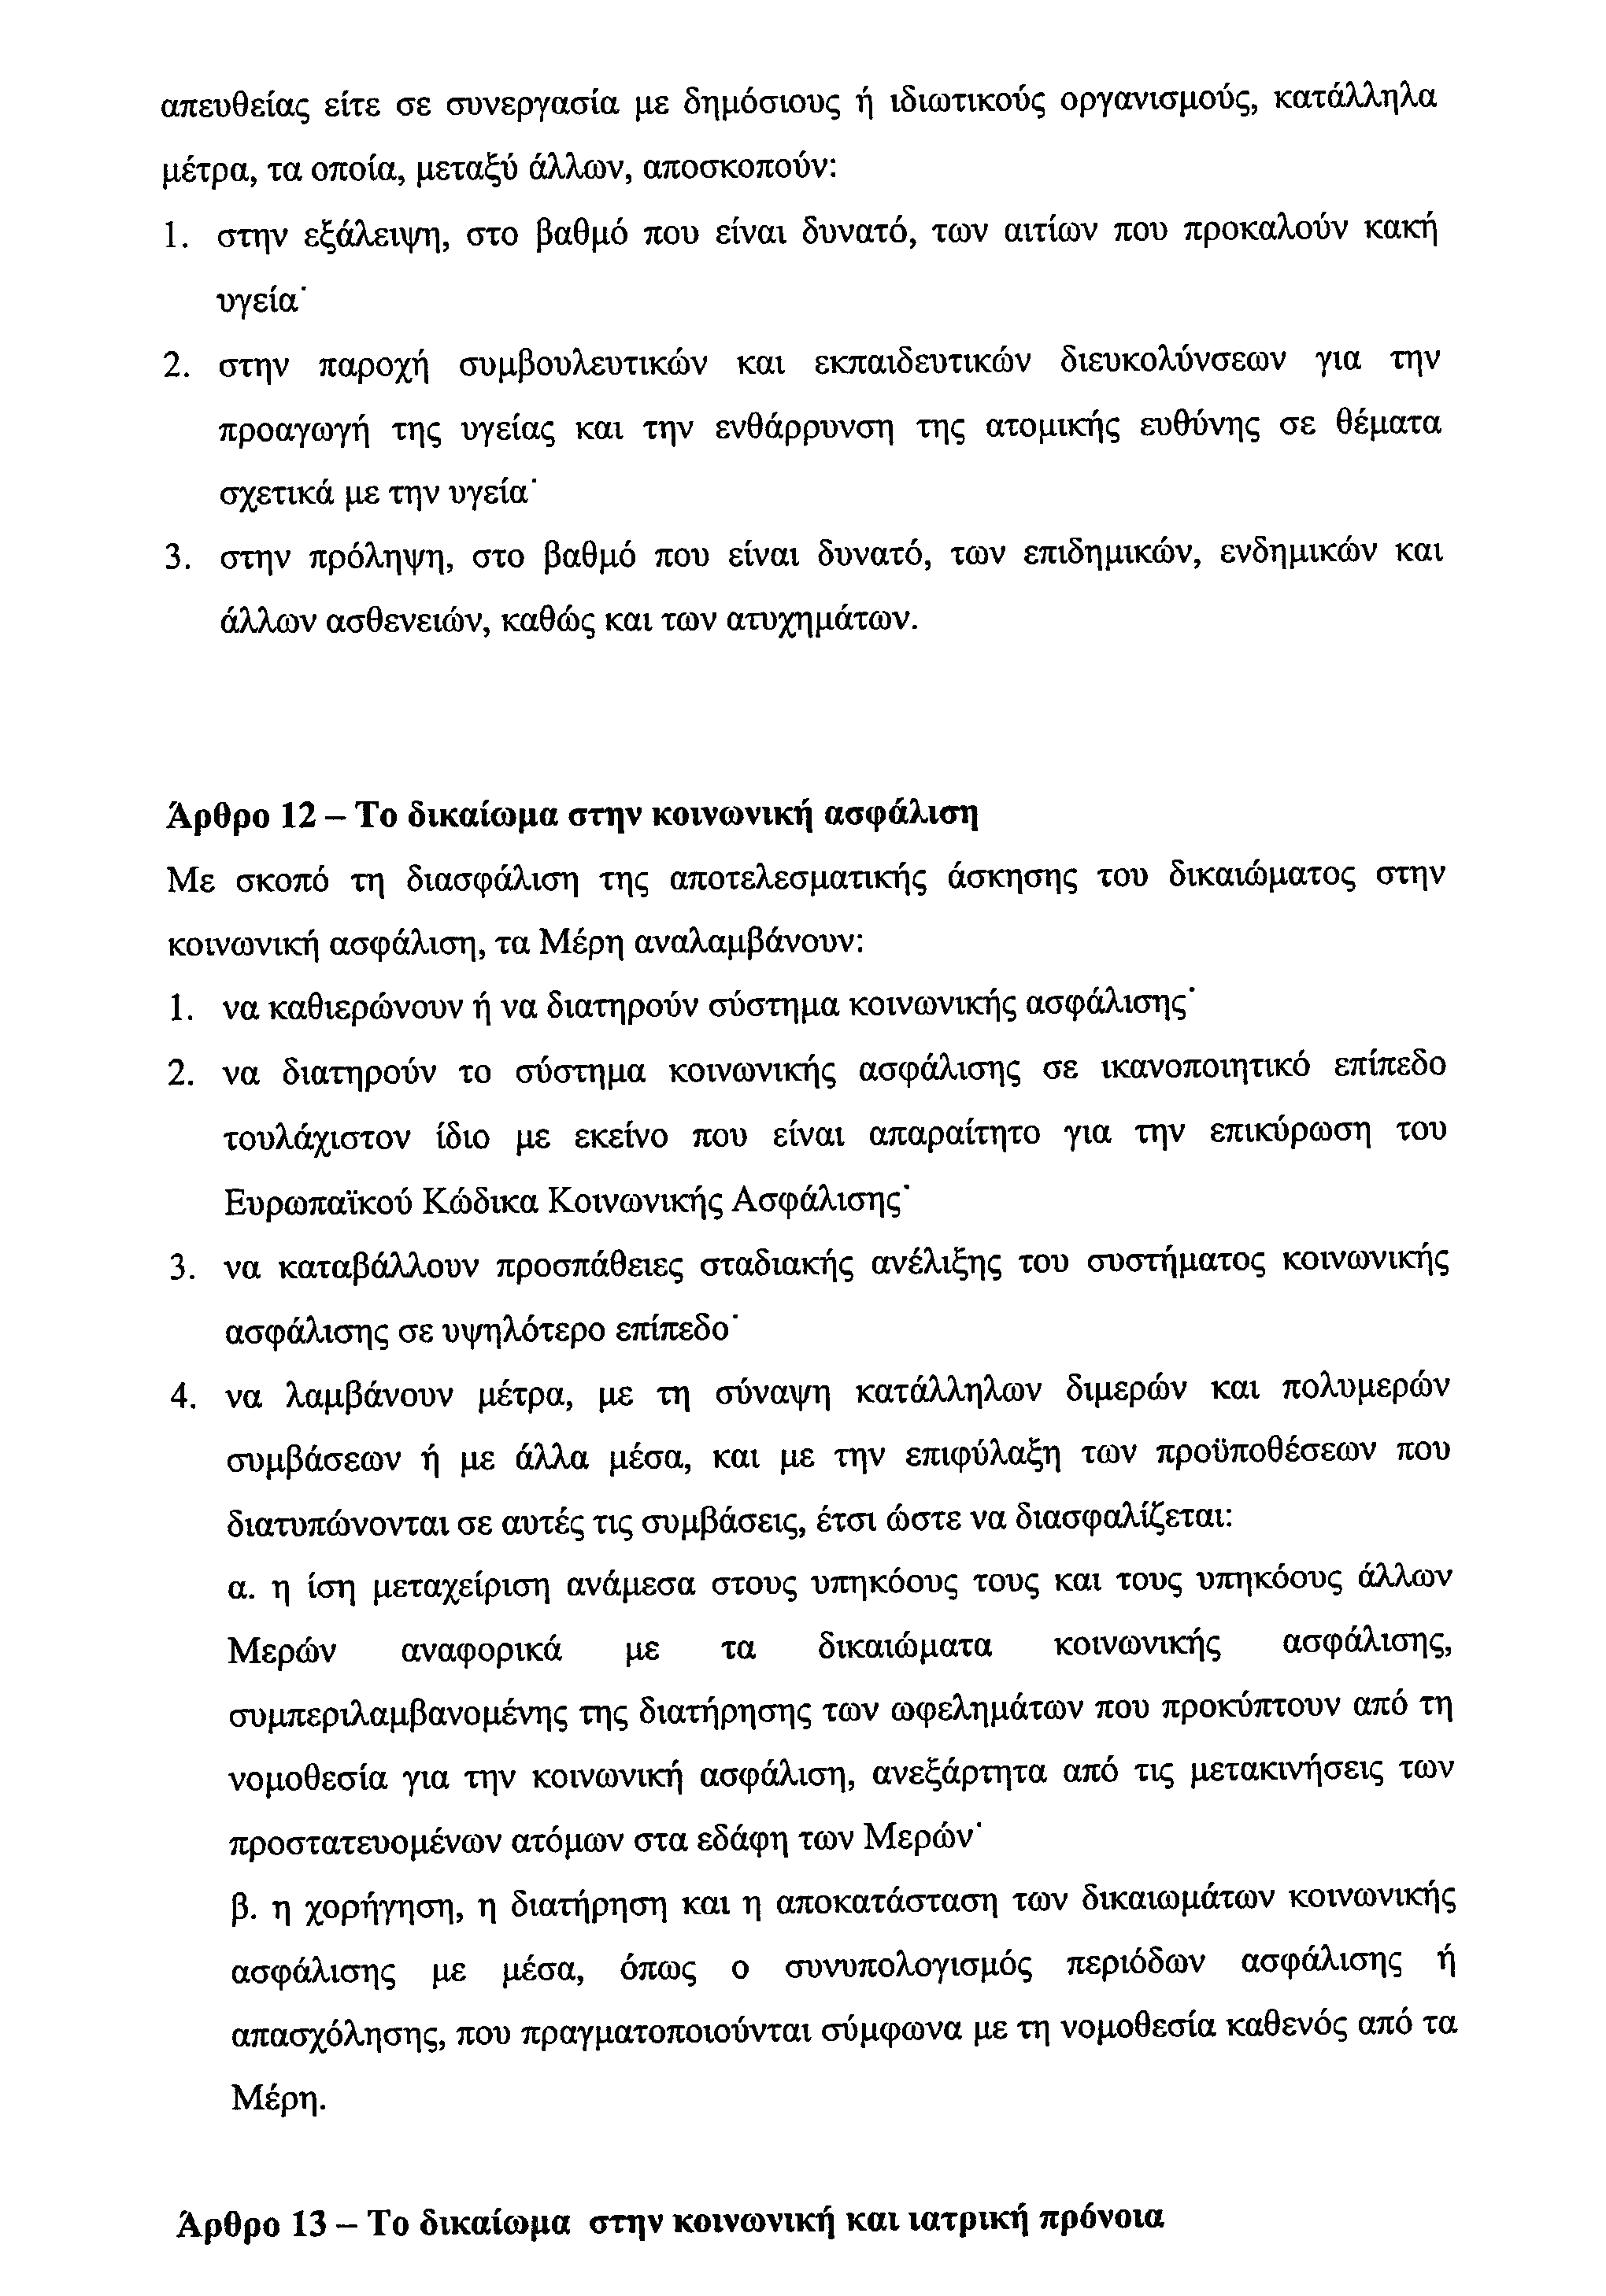 απευθείας είτε σε συνεργασία με δημόσιους ή ιδιωτικούς οργανισμούς, κατάλληλα
μέτρα, τα οποία, μεταξύ άλλων, αποσκοπούν:
1. στην εξάλειψη, στο βαθμό που είναι δυνατό, των αιτίων που προκαλούν κακή
υγεία˙
2. στην παροχή συμβουλευτικών και εκπαιδευτικών διευκολύνσεων για την
προαγωγή της υγείας και την ενθάρρυνση της ατομικής ευθύνης σε θέματα
σχετικά με την υγεία˙
3. στην πρόληψη, στο βαθμό που είναι δυνατό, των επιδημικών, ενδημικών και
άλλων ασθενειών, καθώς και των ατυχημάτων.
Άρθρο 12 – Το δικαίωμα στην κοινωνική ασφάλιση
Με σκοπό τη διασφάλιση της αποτελεσματικής άσκησης του δικαιώματος στην
κοινωνική ασφάλιση, τα Μέρη αναλαμβάνουν:
1. να καθιερώνουν ή να διατηρούν σύστημα κοινωνικής ασφάλισης˙
2. να διατηρούν το σύστημα κοινωνικής ασφάλισης σε ικανοποιητικό επίπεδο
τουλάχιστον ίδιο με εκείνο που είναι απαραίτητο για την επικύρωση του
Ευρωπαϊκού Κώδικα Κοινωνικής Ασφάλισης˙
3. να καταβάλλουν προσπάθειες σταδιακής ανέλιξης του συστήματος κοινωνικής
ασφάλισης σε υψηλότερο επίπεδο˙
4. να λαμβάνουν μέτρα, με τη σύναψη κατάλληλων διμερών και πολυμερών
συμβάσεων ή με άλλα μέσα, και με την επιφύλαξη των προϋποθέσεων που
διατυπώνονται σε αυτές τις συμβάσεις, έτσι ώστε να διασφαλίζεται:
α. η ίση μεταχείριση ανάμεσα στους υπηκόους τους και τους υπηκόους άλλων
Μερών αναφορικά με τα δικαιώματα κοινωνικής ασφάλισης,
συμπεριλαμβανομένης της διατήρησης των ωφελημάτων που προκύπτουν από τη
νομοθεσία για την κοινωνική ασφάλιση, ανεξάρτητα από τις μετακινήσεις των
προστατευομένων ατόμων στα εδάφη των Μερών˙
β. η χορήγηση, η διατήρηση και η αποκατάσταση των δικαιωμάτων κοινωνικής
ασφάλισης με μέσα, όπως ο συνυπολογισμός περιόδων ασφάλισης ή
απασχόλησης, που πραγματοποιούνται σύμφωνα με τη νομοθεσία καθενός από τα
Μέρη.
Άρθρο 13 – Το δικαίωμα στην κοινωνική και ιατρική πρόνοια